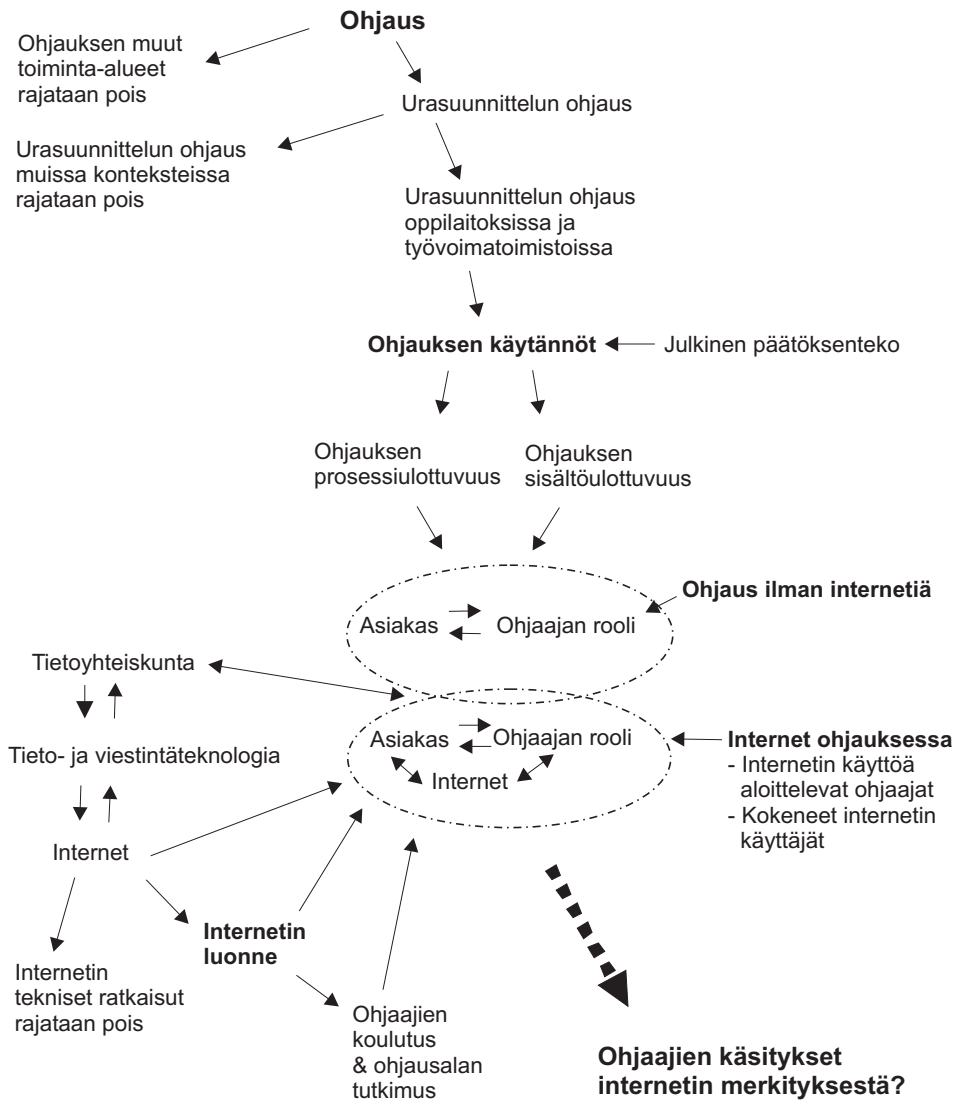 Ohjaus
Ohjauksen muut
toiminta-alueet
rajataan pois
Urasuunnittelun ohjaus
Urasuunnittelun ohjaus
muissa konteksteissa
rajataan pois
Urasuunnittelun ohjaus
oppilaitoksissa ja
työvoimatoimistoissa
Ohjauksen käytännöt
Julkinen päätöksenteko
Ohjauksen
prosessiulottuvuus
Ohjauksen
sisältöulottuvuus
Ohjaus ilman internetiä
Asiakas
Ohjaajan rooli
Tietoyhteiskunta
Tieto- ja viestintäteknologia
Internet
Asiakas
Ohjaajan rooli
Internet
Internet ohjauksessa
- Internetin käyttöä
aloittelevat ohjaajat
- Kokeneet internetin
käyttäjät
Internetin
luonne
Internetin
tekniset ratkaisut
rajataan pois
Ohjaajien
koulutus
& ohjausalan
tutkimus
Ohjaajien käsitykset
internetin merkityksestä?